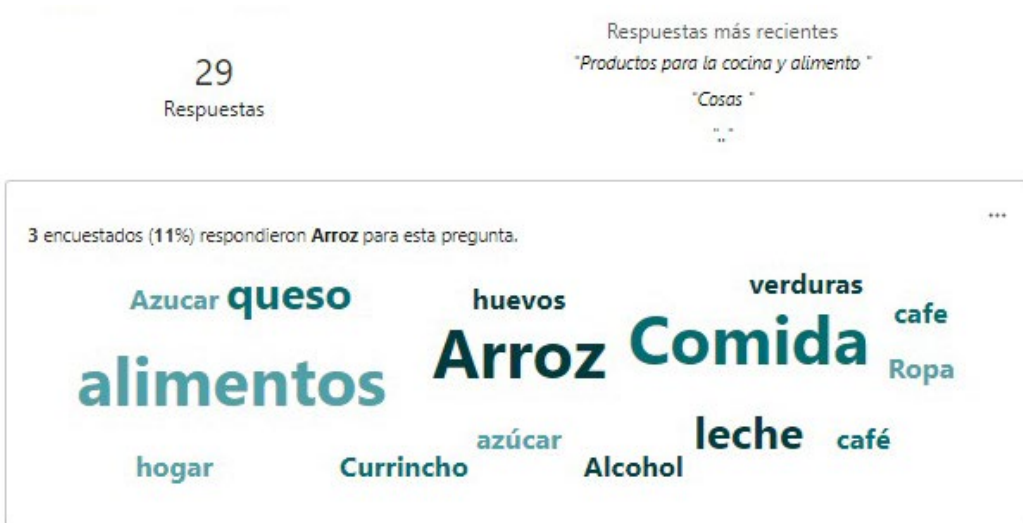 29
Respuestas
Respuestas más recientes
"Productos para la cocina y alimento "
"Cosas "
".."
...
3 encuestados (11%) respondieron Arroz para esta pregunta.
Azucar queso huevos verduras
cafe
alimentos Arroz Comida Ropa
azúcar leche café
hogar Currincho Alcohol